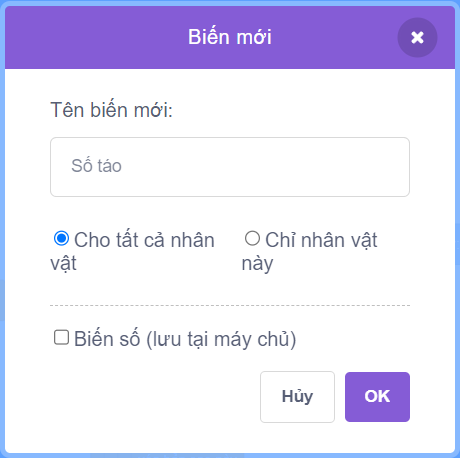 Biến mới
Tên biến mới:
Số táo
Cho tất cả nhân vật
Chỉ nhân vật này
Biến số (lưu tại máy chủ)
Hủy
OK